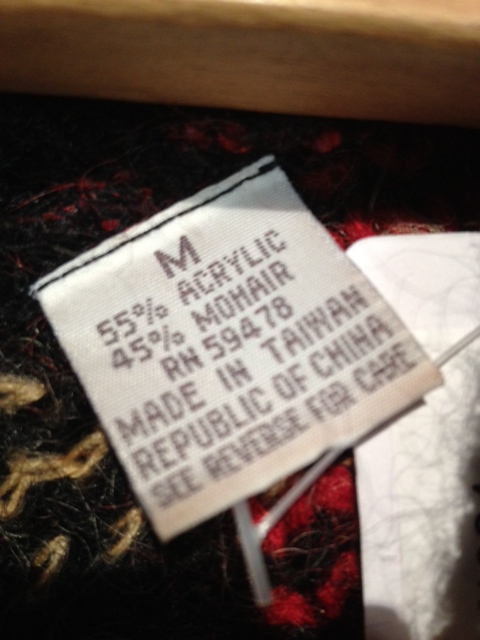 M
55% ACRYLIC
45% MOHAIR
RN 59478
MADE IN TAIWAN
REPUBLIC OF CHINA
SEE REVERSE FOR CARE